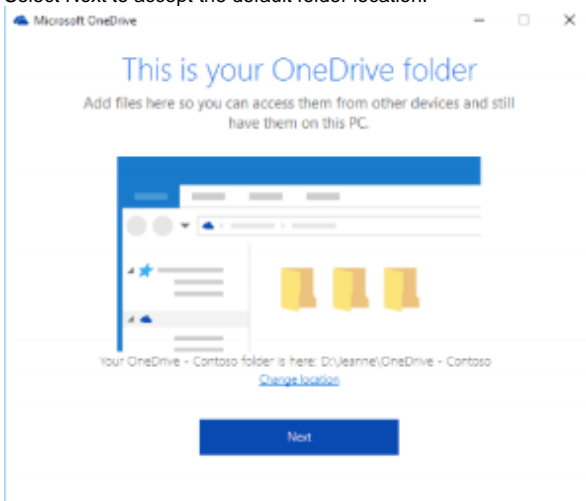 Select Next to accept the default folder location.
Microsoft OneDrive
This is your OneDrive folder
Add files here so you can access them from other devices and still
have them on this PC.
Your OneDrive - Contoso folder is here: D:\Jeanne\OneDrive - Contoso
Change location
Next